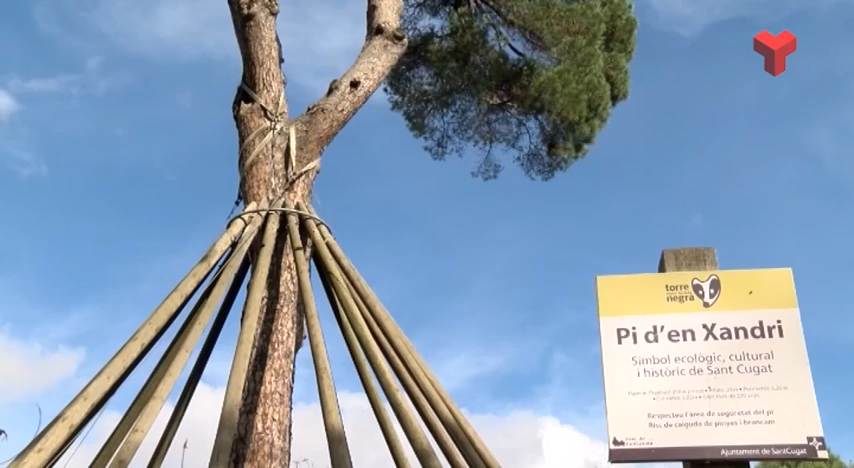 torre
negra
Pi d'en Xandri
Símbol ecològic, cultural
i històric de Sant Cugat
Respecteu l'àrea de seguretat del pi
Risc de caiguda de pinyes i branques
Ajuntament de SantCugat